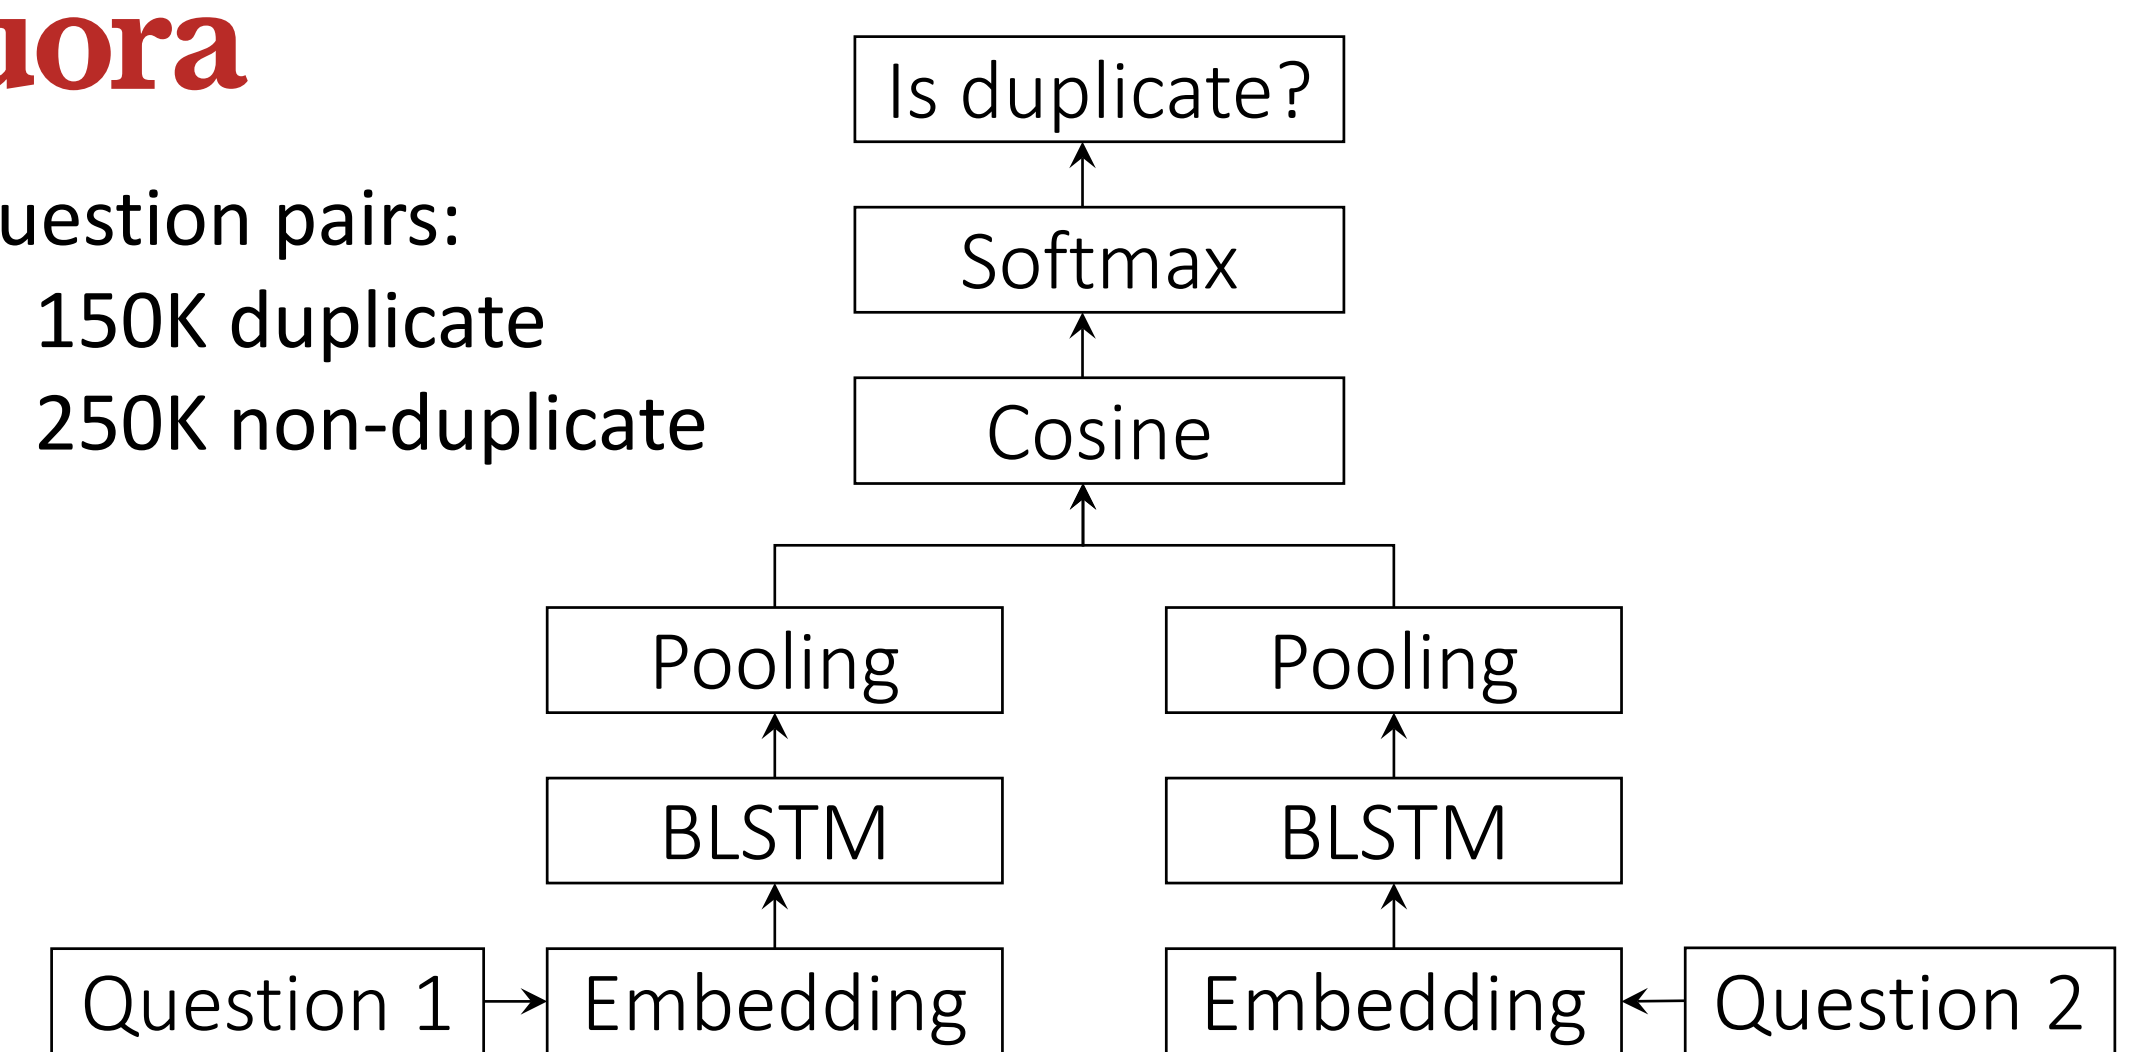 uora
uestion pairs:
150K duplicate
250K non-duplicate
Is duplicate?
Softmax
Cosine
Pooling
Pooling
BLSTM
BLSTM
Question 1
Embedding
Embedding
Question 2